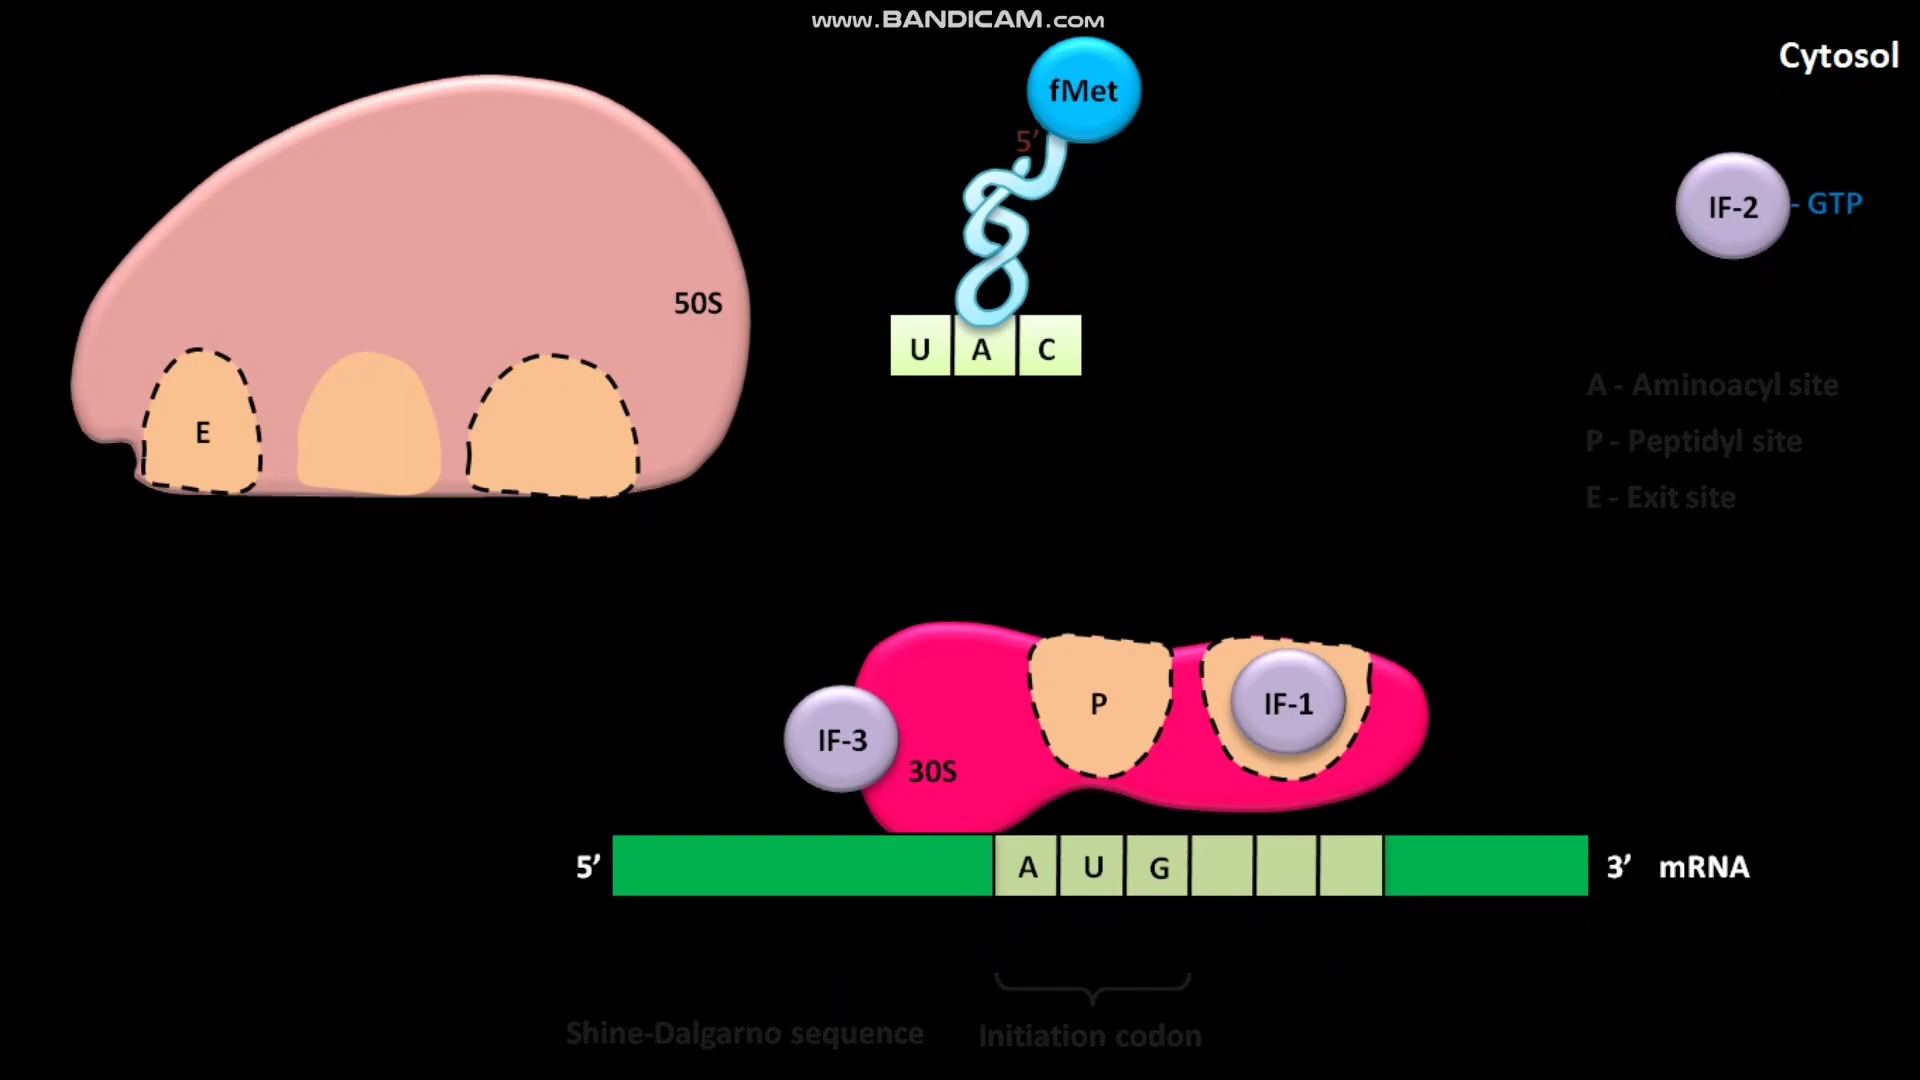 www.BANDICAM.com
Cytosol
fMet
5’
IF-2
- GTP
50S
U A C
E
A - Aminoacyl site
P - Peptidyl site
E - Exit site
P
IF-1
IF-3
30S
5’
A U G
3’ mRNA
Shine-Dalgarno sequence
Initiation codon